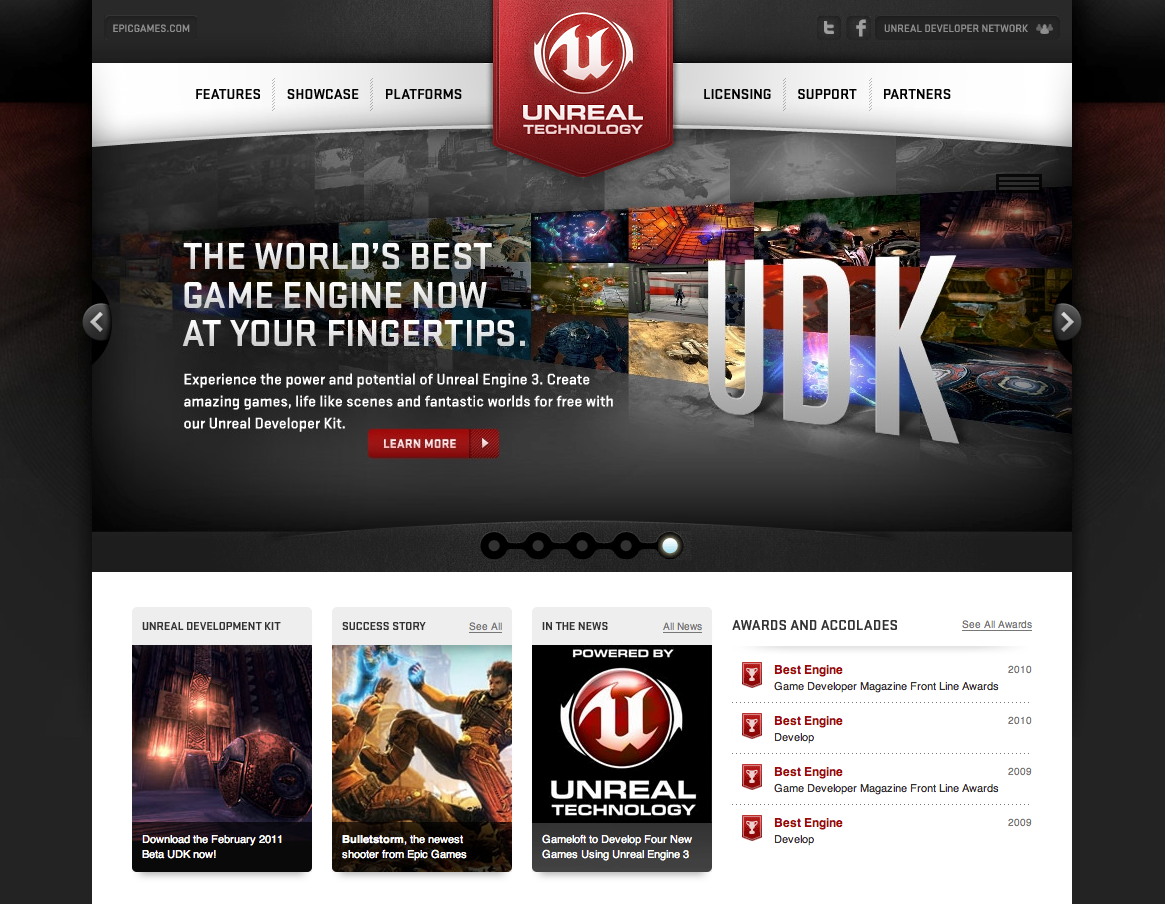 EPICGAMES.COM
UNREAL DEVELOPER NETWORK
FEATURES
SHOWCASE
PLATFORMS
UNREAL
TECHNOLOGY
LICENSING
SUPPORT
PARTNERS
THE WORLD'S BEST
GAME ENGINE NOW
AT YOUR FINGERTIPS.
Experience the power and potential of Unreal Engine 3. Create
amazing games, life like scenes and fantastic worlds for free with
our Unreal Developer Kit.
LEARN MORE
UDK
UNREAL DEVELOPMENT KIT
Download the February 2011
Beta UDK now!
SUCCESS STORY
See All
Bulletstorm, the newest
shooter from Epic Games
IN THE NEWS
All News
POWERED BY
UNREAL
TECHNOLOGY
Gameloft to Develop Four New
Games Using Unreal Engine 3
AWARDS AND ACCOLADES
See All Awards
Best Engine
2010
Game Developer Magazine Front Line Awards
Best Engine
2010
Develop
Best Engine
2009
Game Developer Magazine Front Line Awards
Best Engine
2009
Develop